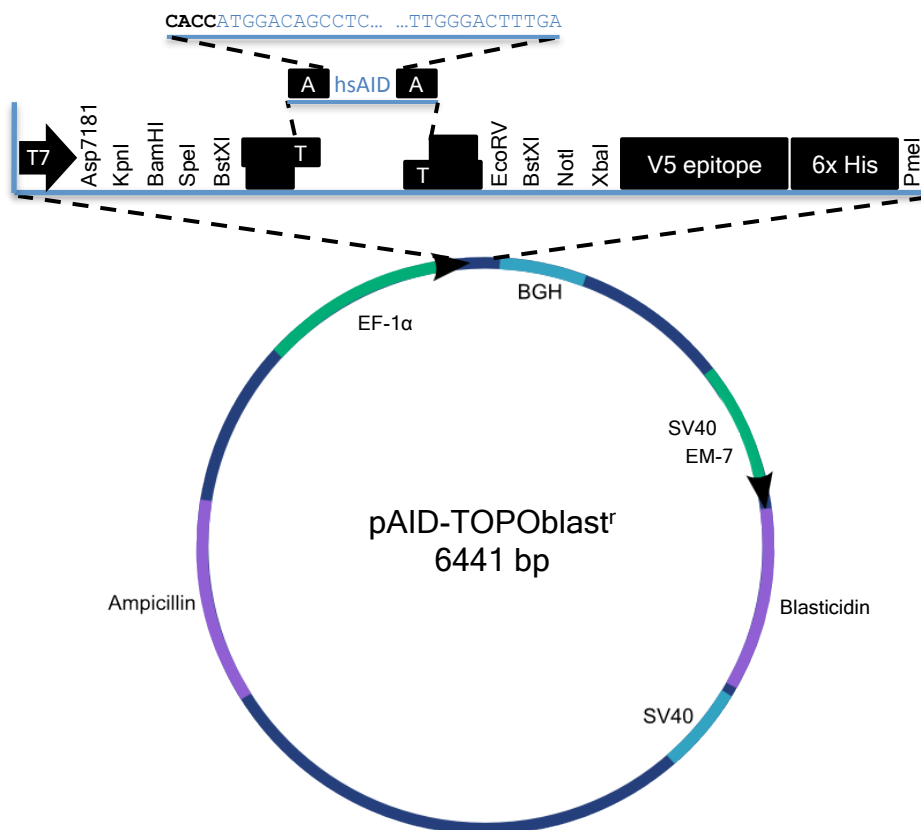 CACCATGGACAGCCTC... ...TTGGGACTTTGA
A hsAID A
T7 Asp7181 KpnI BamHI SpeI BstXI T T EcoRV BstXI NotI XbaI V5 epitope 6x His PmeI
BGH
EF-1α
SV40
EM-7
pAID-TOPOblastʳ
6441 bp
Ampicillin
Blasticidin
SV40